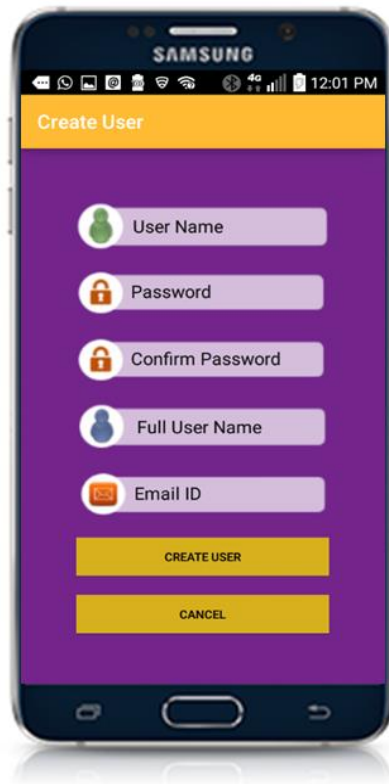 SAMSUNG
4G 12:01 PM
Create User
User Name
Password
Confirm Password
Full User Name
Email ID
CREATE USER
CANCEL